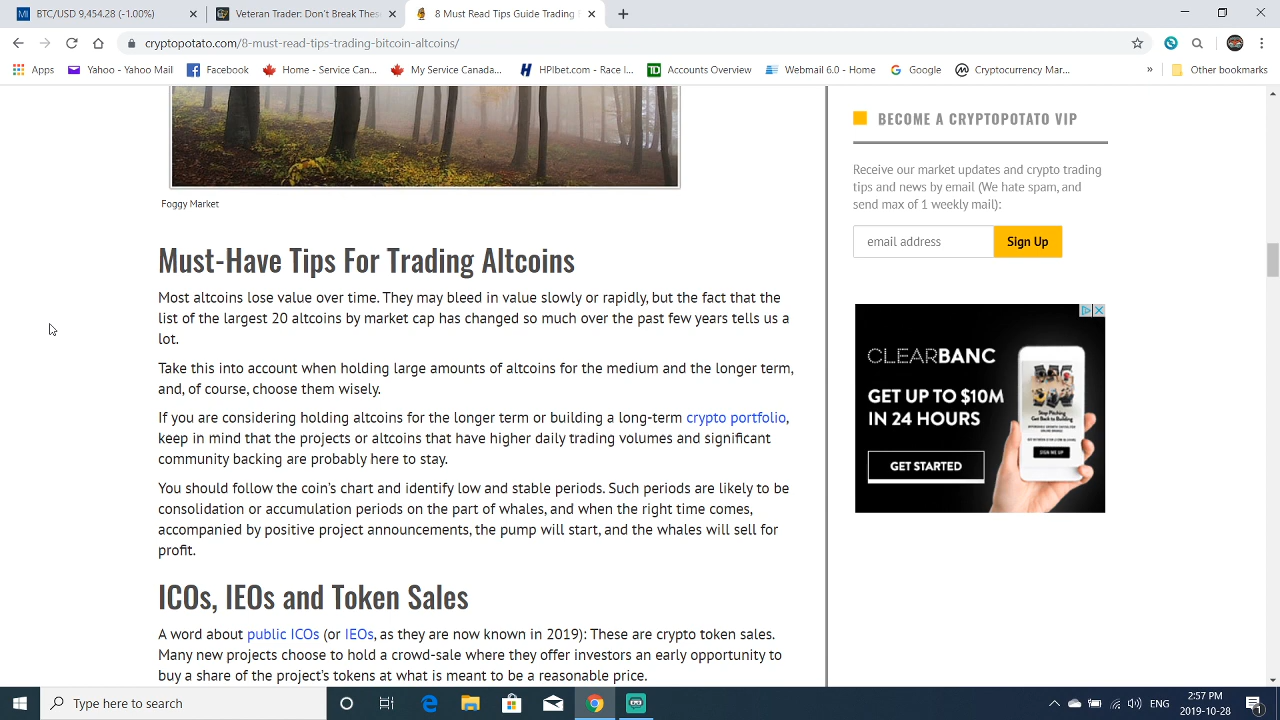 BTC/USD 9,454.28 (-1.00%)
Veteran Trader: Don't Be Swaye
8 Must Read Tips Trading Bitcoin
cryptopotato.com/8-must-read-tips-trading-bitcoin-altcoins/
Apps
Yahoo - Yahoo Mail
Facebook
Home - Service Can...
My Service Canada...
HPIbet.com - Race I...
Accounts Overview
Webmail 6.0 - Home
Google
Cryptocurrency Mar...
»
Other bookmarks
Foggy Market
Must-Have Tips For Trading Altcoins
Most altcoins lose value over time. They may bleed in value slowly or rapidly, but the fact that the
list of the largest 20 altcoins by market cap has changed so much over the past few years tells us a
lot.
Take this into account when holding large amounts of altcoins for the medium and the longer term,
and, of course, choose them wisely.
If you are considering holding altcoins for the longer term or building a long-term crypto portfolio,
keep in mind that the projects or altcoins that have higher daily trading volumes and significant
community backing are probably here to stay.
You should follow the coin's chart and identify low and stable periods. Such periods are likely to be
consolidation or accumulation periods on the part of whales, and when the right time comes,
accompanied by positive project announcements, the pump will start, and the whales will sell for
profit.
ICOs, IEOs and Token Sales
A word about public ICOs (or IEOs, as they are now known in 2019): These are crypto token sales.
Many new projects choose to hold a crowd-sale where they offer investors an early opportunity to
buy a share of the project's tokens at what is meant to be a reasonable price.
BECOME A CRYPTOPOTATO VIP
Receive our market updates and crypto trading
tips and news by email (We hate spam, and
send max of 1 weekly mail):
email address
Sign Up
CLEARBANC
GET UP TO $10M
IN 24 HOURS
GET STARTED
Stop Pitching
Get Back to Building
SIGN ME UP
Type here to search
ENG
2:57 PM
2019-10-28